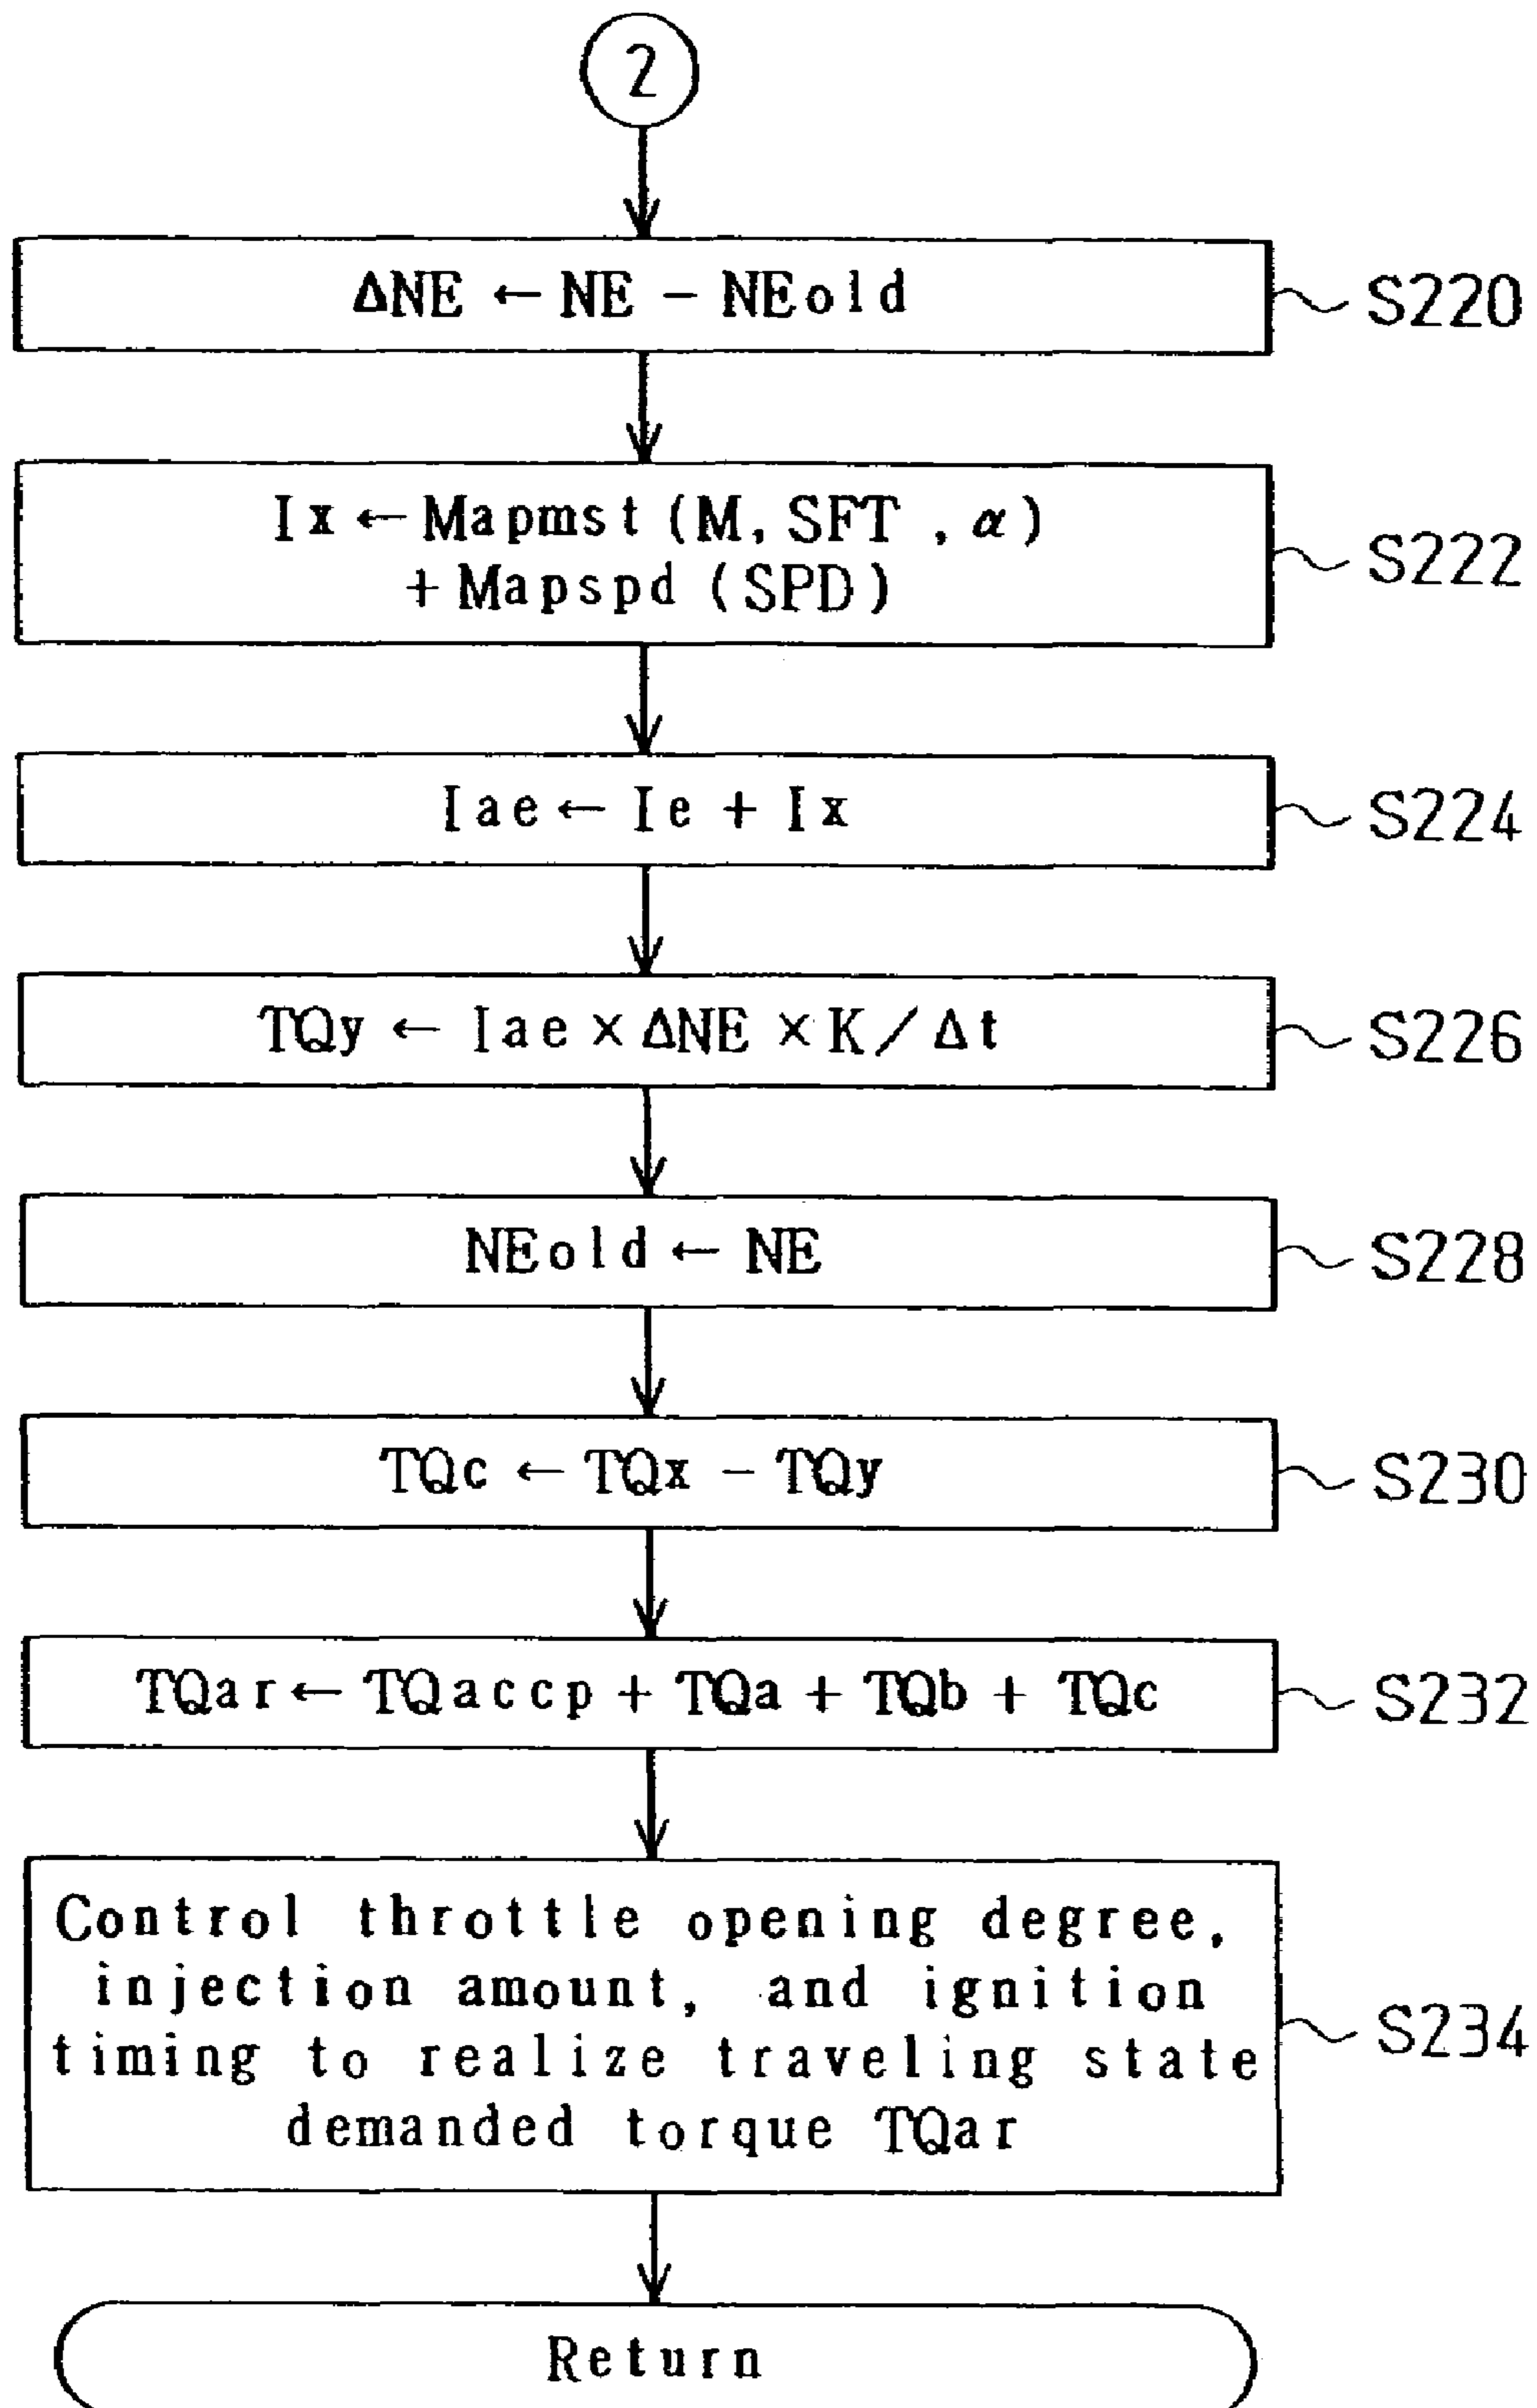 2
ΔNE ← NE − NEold
S220
Ix ← Mapmst (M, SFT , α)
+ Mapspd (SPD)
S222
Iae ← Ie + Ix
S224
TQy ← Iae × ΔNE × K / Δt
S226
NEold ← NE
S228
TQc ← TQx − TQy
S230
TQar ← TQaccp + TQa + TQb + TQc
S232
Control throttle opening degree,
injection amount, and ignition
timing to realize traveling state
demanded torque TQar
S234
Return